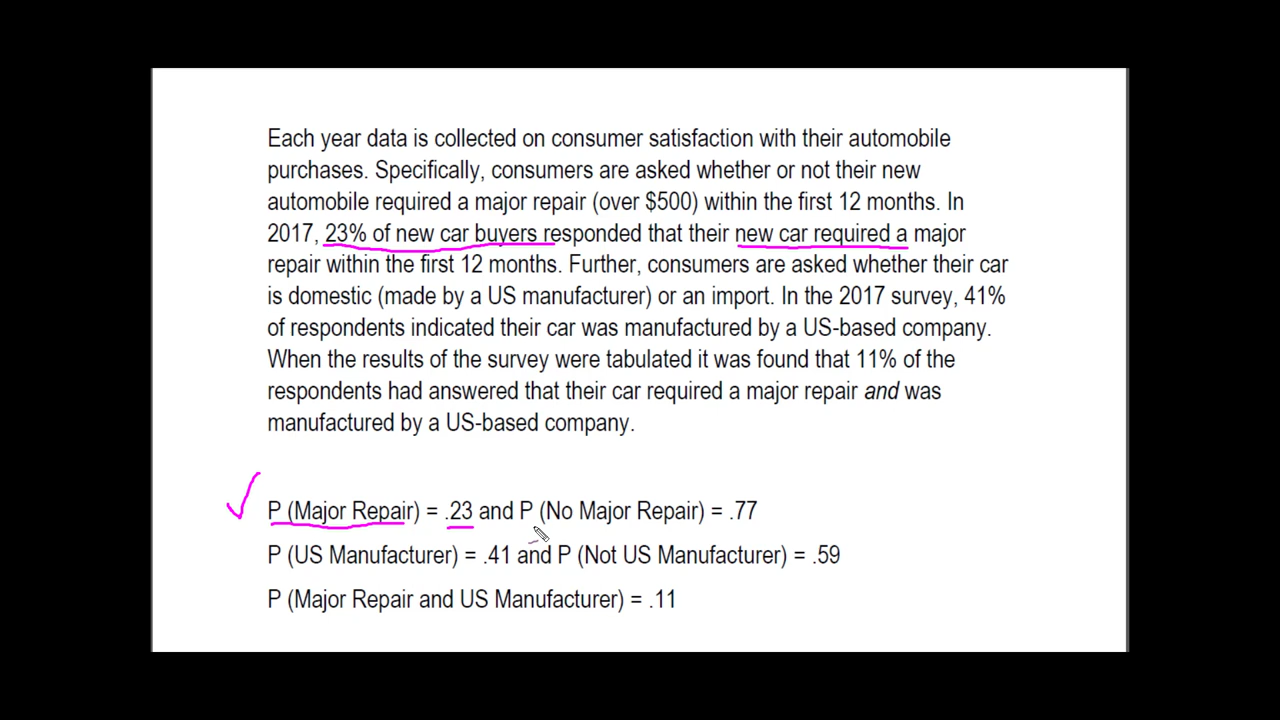 Each year data is collected on consumer satisfaction with their automobile
purchases. Specifically, consumers are asked whether or not their new
automobile required a major repair (over $500) within the first 12 months. In
2017, 23% of new car buyers responded that their new car required a major
repair within the first 12 months. Further, consumers are asked whether their car
is domestic (made by a US manufacturer) or an import. In the 2017 survey, 41%
of respondents indicated their car was manufactured by a US-based company.
When the results of the survey were tabulated it was found that 11% of the
respondents had answered that their car required a major repair and was
manufactured by a US-based company.
P (Major Repair) = .23 and P (No Major Repair) = .77
P (US Manufacturer) = .41 and P (Not US Manufacturer) = .59
P (Major Repair and US Manufacturer) = .11